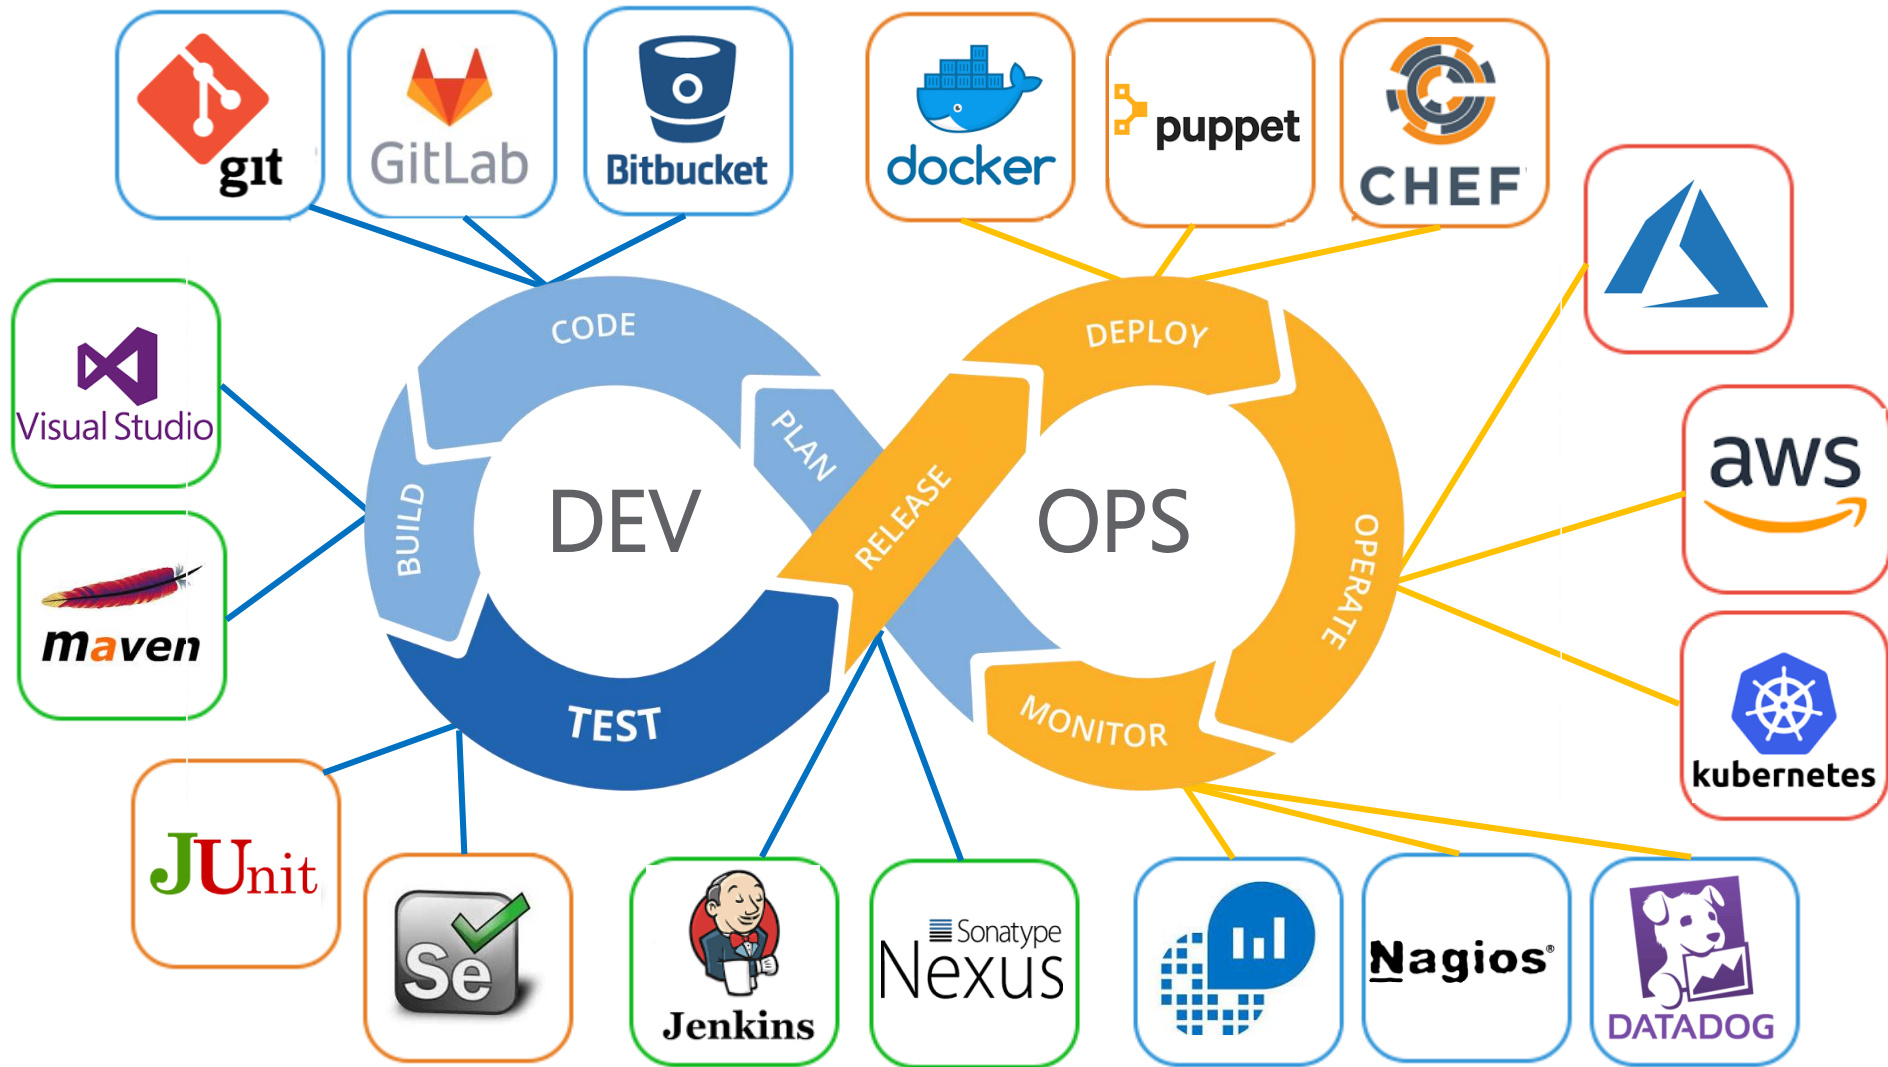 git
GitLab
Bitbucket
docker
puppet
CHEF
Visual Studio
maven
aws
kubernetes
CODE
PLAN
BUILD
TEST
DEV
RELEASE
OPS
DEPLOY
OPERATE
MONITOR
JUnit
Se
Jenkins
Sonatype
Nexus
Nagios®
DATADOG